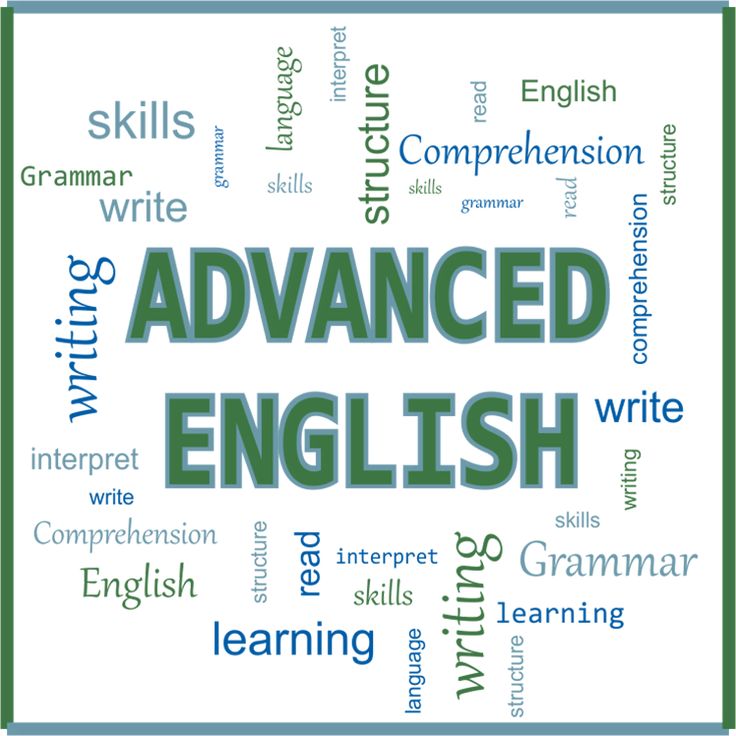 language
interpret
structure
read
English
skills
grammar
Comprehension
structure
Grammar
skills
skills
read
write
grammar
comprehension
writing
ADVANCED
ENGLISH
write
interpret
writing
write
Comprehension
structure
read
interpret
skills
Grammar
English
skills
writing
learning
learning
language
structure